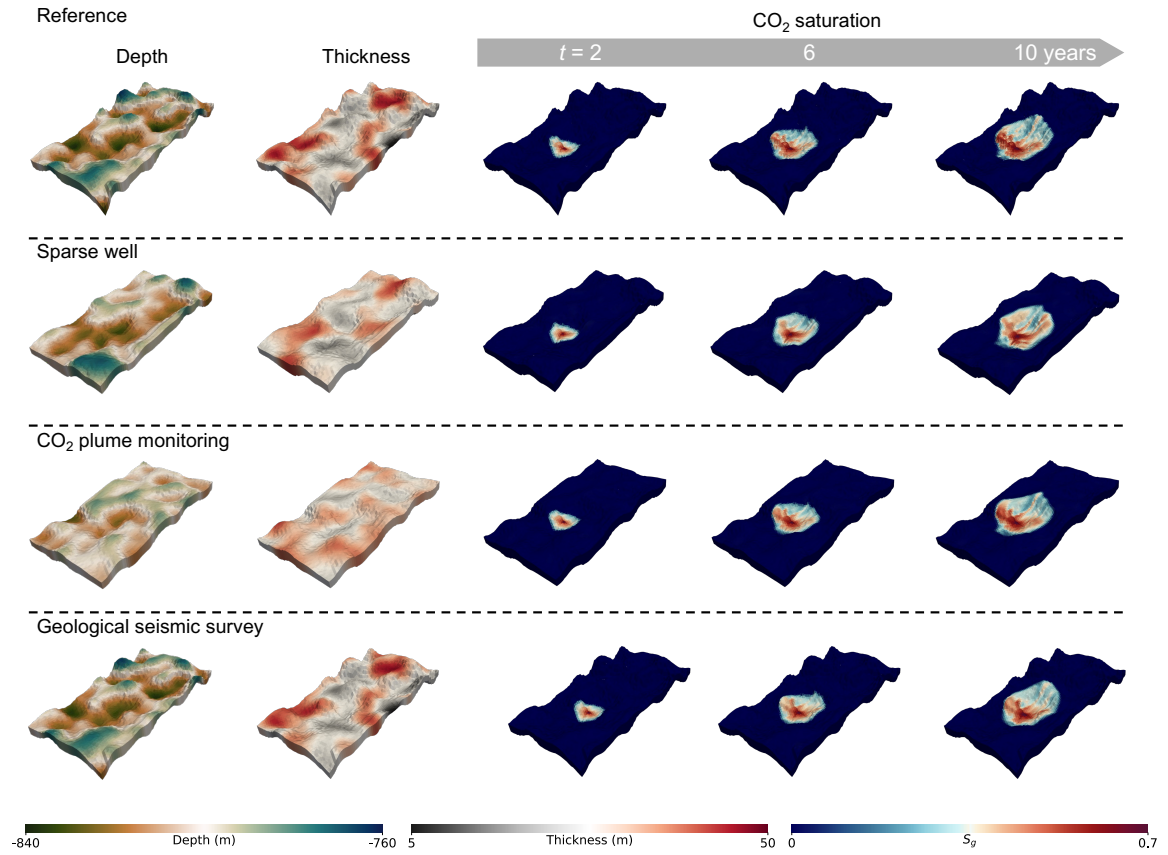 Reference
CO₂ saturation
Depth
Thickness
t = 2
6
10 years
Sparse well
CO₂ plume monitoring
Geological seismic survey
-840
Depth (m)
-760
5
Thickness (m)
50
0
Sg
0.7